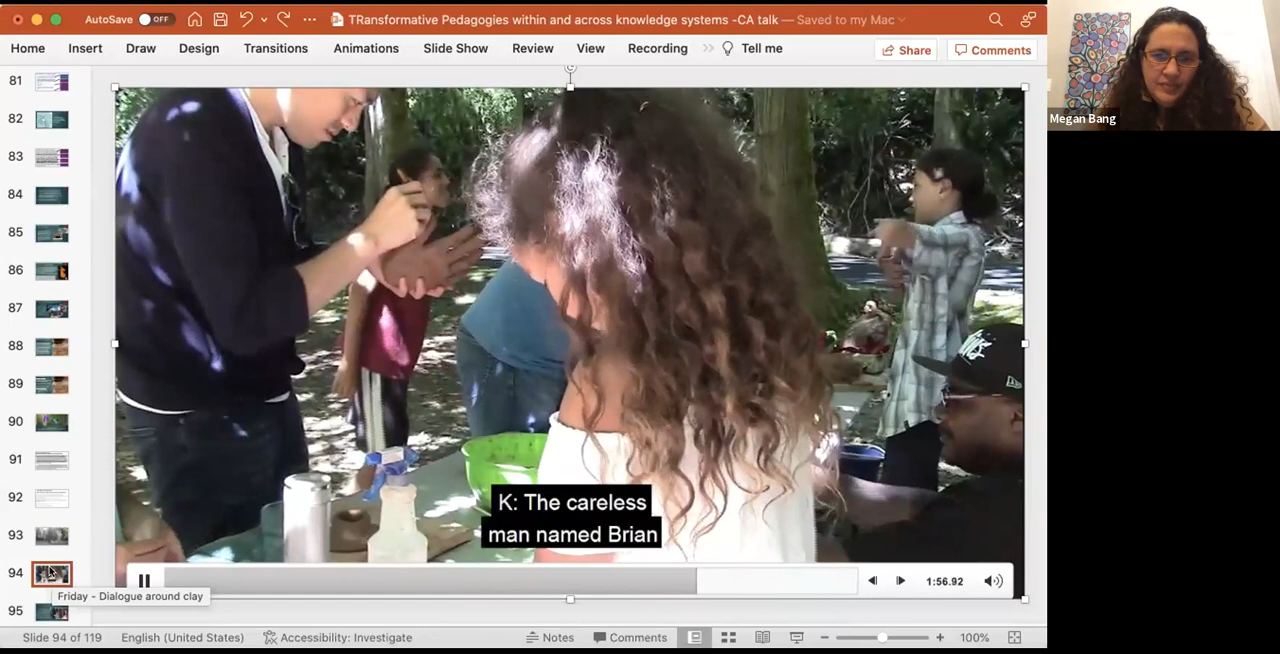 AutoSave OFF
TRansformative Pedagogies within and across knowledge systems -CA talk — Saved to my Mac
Home Insert Draw Design Transitions Animations Slide Show Review View Recording Tell me
Share Comments
81
82
83
84
85
86
87
88
89
90
91
92
93
94
95
K: The careless
man named Brian
1:56.92
Friday - Dialogue around clay
Slide 94 of 119 English (United States) Accessibility: Investigate Notes Comments 100%
Megan Bang